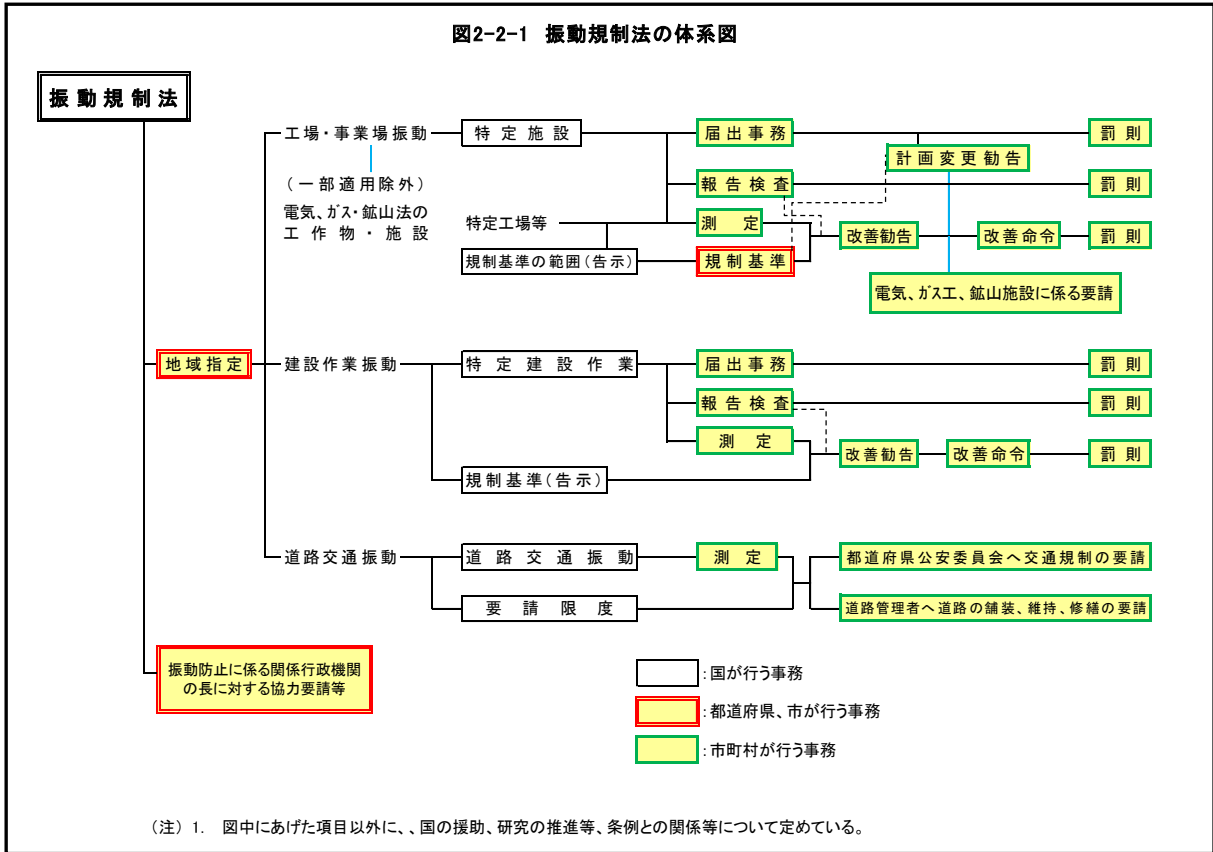 図2-2-1 振動規制法の体系図
振動規制法
工場・事業場振動
特定施設
届出事務
罰則
計画変更勧告
(一部適用除外)
報告検査
罰則
電気、ガス・鉱山法の
工作物・施設
特定工場等
測定
改善勧告
改善命令
罰則
規制基準の範囲(告示)
規制基準
電気、ガス工、鉱山施設に係る要請
地域指定
建設作業振動
特定建設作業
届出事務
罰則
報告検査
罰則
測定
改善勧告
改善命令
罰則
規制基準(告示)
道路交通振動
道路交通振動
測定
都道府県公安委員会へ交通規制の要請
要請限度
道路管理者へ道路の舗装、維持、修繕の要請
振動防止に係る関係行政機関
の長に対する協力要請等
:国が行う事務
:都道府県、市が行う事務
:市町村が行う事務
(注) 1. 図中にあげた項目以外に、、国の援助、研究の推進等、条例との関係等について定めている。